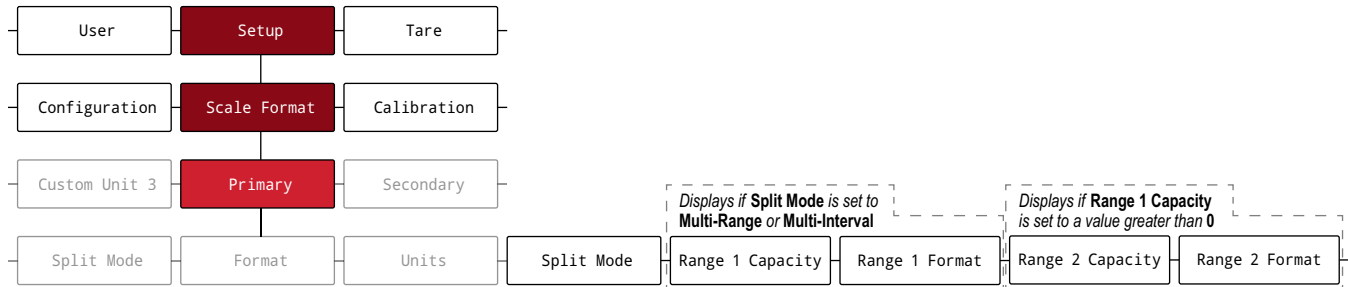 User Setup Tare
Configuration Scale Format Calibration
Custom Unit 3 Primary Secondary
Displays if Split Mode is set to
Multi-Range or Multi-Interval
Displays if Range 1 Capacity
is set to a value greater than 0
Split Mode Format Units Split Mode Range 1 Capacity Range 1 Format Range 2 Capacity Range 2 Format